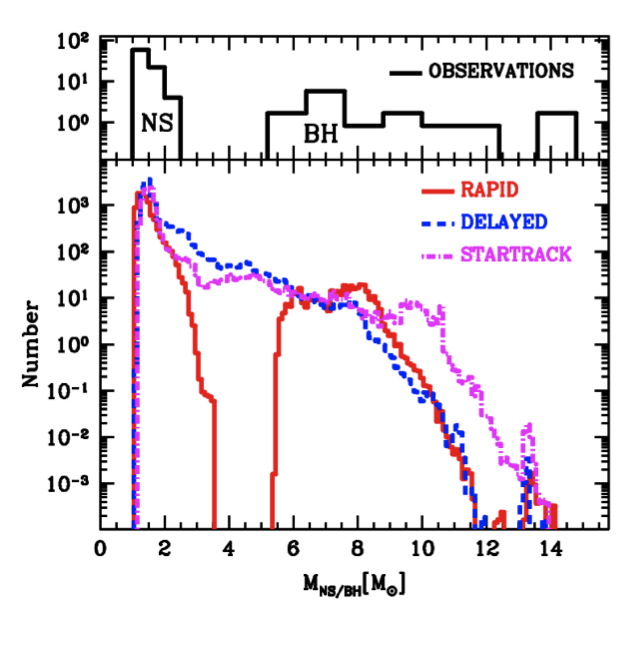 10²
10¹
10⁰
OBSERVATIONS
NS
BH
RAPID
DELAYED
STARTRACK
10³
10²
10¹
10⁰
10⁻¹
10⁻²
10⁻³
Number
0 2 4 6 8 10 12 14
M_NS/BH[M_⊙]